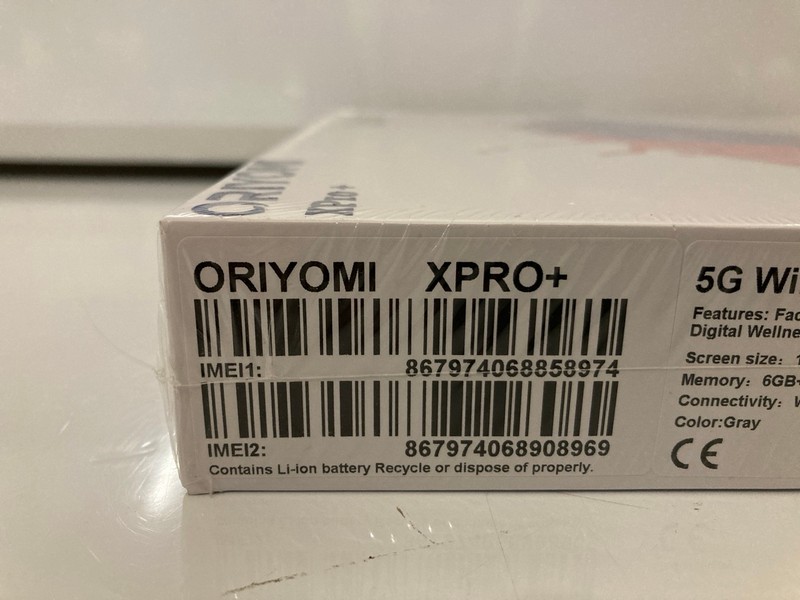 ORIYOMI
XPro+
ORIYOMI XPRO+
IMEI1: 867974068858974
IMEI2: 867974068908969
Contains Li-ion battery Recycle or dispose of properly.
5G
Features:
Digital
Screen size:
Memory: 6GB+
Connectivity:
Color:Gray
CE